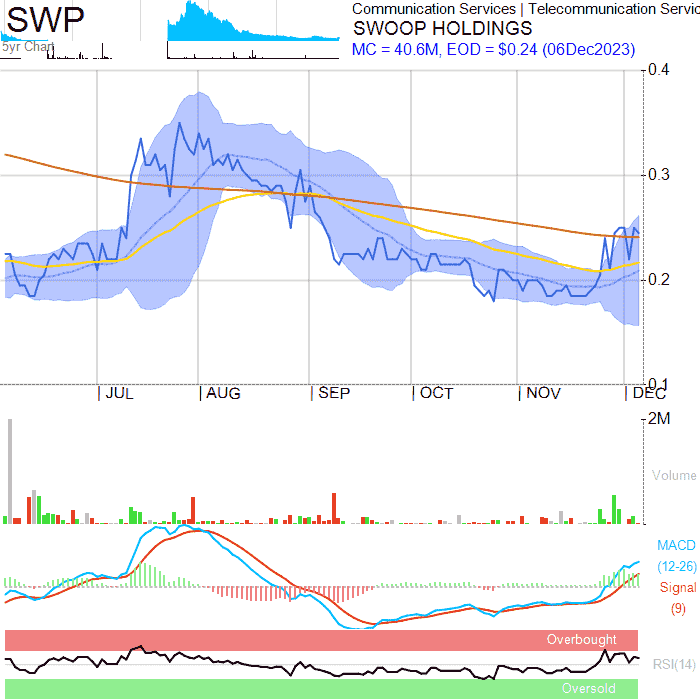 SWP
5yr Chart
Communication Services | Telecommunication Servic
SWOOP HOLDINGS
MC = 40.6M, EOD = $0.24 (06Dec2023)
0.4
0.3
0.2
0.1
JUL
AUG
SEP
OCT
NOV
DEC
2M
Volume
MACD
(12-26)
Signal
(9)
Overbought
RSI(14)
Oversold